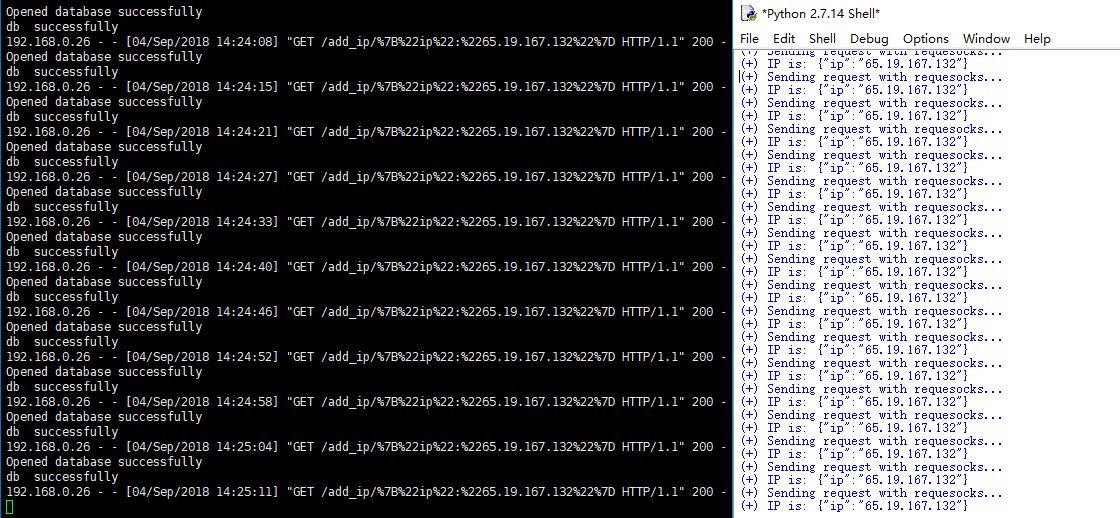 Opened database successfully
db  successfully
192.168.0.26 - - [04/Sep/2018 14:24:08] "GET /add_ip/%7B%22ip%22:%2265.19.167.132%22%7D HTTP/1.1" 200 -
Opened database successfully
db  successfully
192.168.0.26 - - [04/Sep/2018 14:24:15] "GET /add_ip/%7B%22ip%22:%2265.19.167.132%22%7D HTTP/1.1" 200 -
Opened database successfully
db  successfully
192.168.0.26 - - [04/Sep/2018 14:24:21] "GET /add_ip/%7B%22ip%22:%2265.19.167.132%22%7D HTTP/1.1" 200 -
Opened database successfully
db  successfully
192.168.0.26 - - [04/Sep/2018 14:24:27] "GET /add_ip/%7B%22ip%22:%2265.19.167.132%22%7D HTTP/1.1" 200 -
Opened database successfully
db  successfully
192.168.0.26 - - [04/Sep/2018 14:24:33] "GET /add_ip/%7B%22ip%22:%2265.19.167.132%22%7D HTTP/1.1" 200 -
Opened database successfully
db  successfully
192.168.0.26 - - [04/Sep/2018 14:24:40] "GET /add_ip/%7B%22ip%22:%2265.19.167.132%22%7D HTTP/1.1" 200 -
Opened database successfully
db  successfully
192.168.0.26 - - [04/Sep/2018 14:24:46] "GET /add_ip/%7B%22ip%22:%2265.19.167.132%22%7D HTTP/1.1" 200 -
Opened database successfully
db  successfully
192.168.0.26 - - [04/Sep/2018 14:24:52] "GET /add_ip/%7B%22ip%22:%2265.19.167.132%22%7D HTTP/1.1" 200 -
Opened database successfully
db  successfully
192.168.0.26 - - [04/Sep/2018 14:24:58] "GET /add_ip/%7B%22ip%22:%2265.19.167.132%22%7D HTTP/1.1" 200 -
Opened database successfully
db  successfully
192.168.0.26 - - [04/Sep/2018 14:25:04] "GET /add_ip/%7B%22ip%22:%2265.19.167.132%22%7D HTTP/1.1" 200 -
Opened database successfully
db  successfully
192.168.0.26 - - [04/Sep/2018 14:25:11] "GET /add_ip/%7B%22ip%22:%2265.19.167.132%22%7D HTTP/1.1" 200 -
*Python 2.7.14 Shell*
File Edit Shell Debug Options Window Help
(+) Sending request with requesocks...
(+) IP is: {"ip":"65.19.167.132"}
(+) Sending request with requesocks...
(+) IP is: {"ip":"65.19.167.132"}
(+) Sending request with requesocks...
(+) IP is: {"ip":"65.19.167.132"}
(+) Sending request with requesocks...
(+) IP is: {"ip":"65.19.167.132"}
(+) Sending request with requesocks...
(+) IP is: {"ip":"65.19.167.132"}
(+) Sending request with requesocks...
(+) IP is: {"ip":"65.19.167.132"}
(+) Sending request with requesocks...
(+) IP is: {"ip":"65.19.167.132"}
(+) Sending request with requesocks...
(+) IP is: {"ip":"65.19.167.132"}
(+) Sending request with requesocks...
(+) IP is: {"ip":"65.19.167.132"}
(+) Sending request with requesocks...
(+) IP is: {"ip":"65.19.167.132"}
(+) Sending request with requesocks...
(+) IP is: {"ip":"65.19.167.132"}
(+) Sending request with requesocks...
(+) IP is: {"ip":"65.19.167.132"}
(+) Sending request with requesocks...
(+) IP is: {"ip":"65.19.167.132"}
(+) Sending request with requesocks...
(+) IP is: {"ip":"65.19.167.132"}
(+) Sending request with requesocks...
(+) IP is: {"ip":"65.19.167.132"}
(+) Sending request with requesocks...
(+) IP is: {"ip":"65.19.167.132"}
(+) Sending request with requesocks...
(+) IP is: {"ip":"65.19.167.132"}
(+) Sending request with requesocks...
(+) IP is: {"ip":"65.19.167.132"}